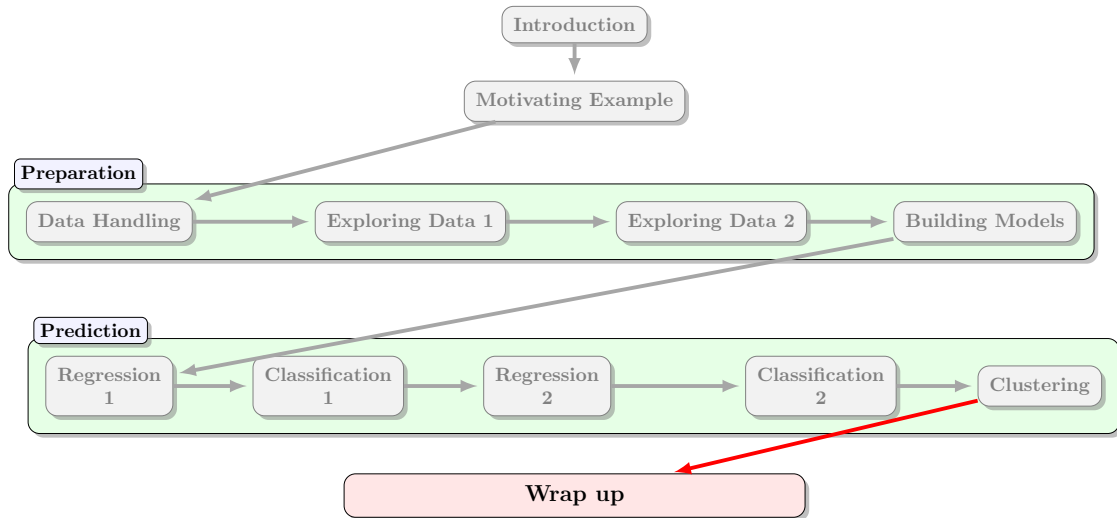 Introduction
Motivating Example
Preparation
Data Handling
Exploring Data 1
Exploring Data 2
Building Models
Prediction
Regression
1
Classification
1
Regression
2
Classification
2
Clustering
Wrap up